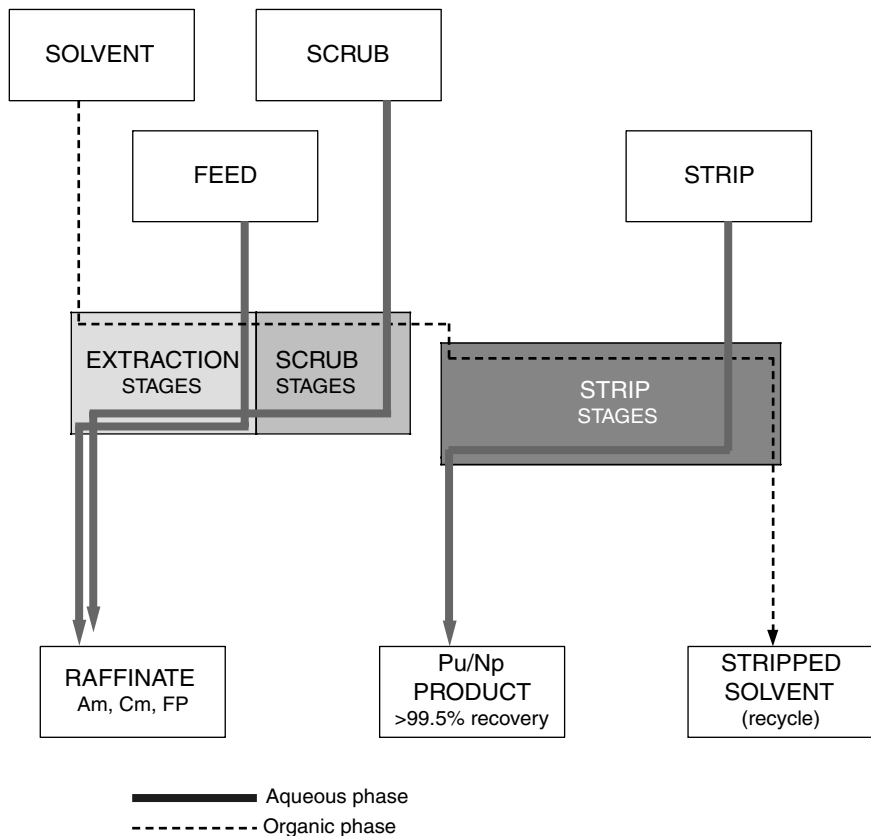 SOLVENT
SCRUB
FEED
STRIP
EXTRACTION
STAGES
SCRUB
STAGES
STRIP
STAGES
RAFFINATE
Am, Cm, FP
Pu/Np
PRODUCT
>99.5% recovery
STRIPPED
SOLVENT
(recycle)
Aqueous phase
Organic phase